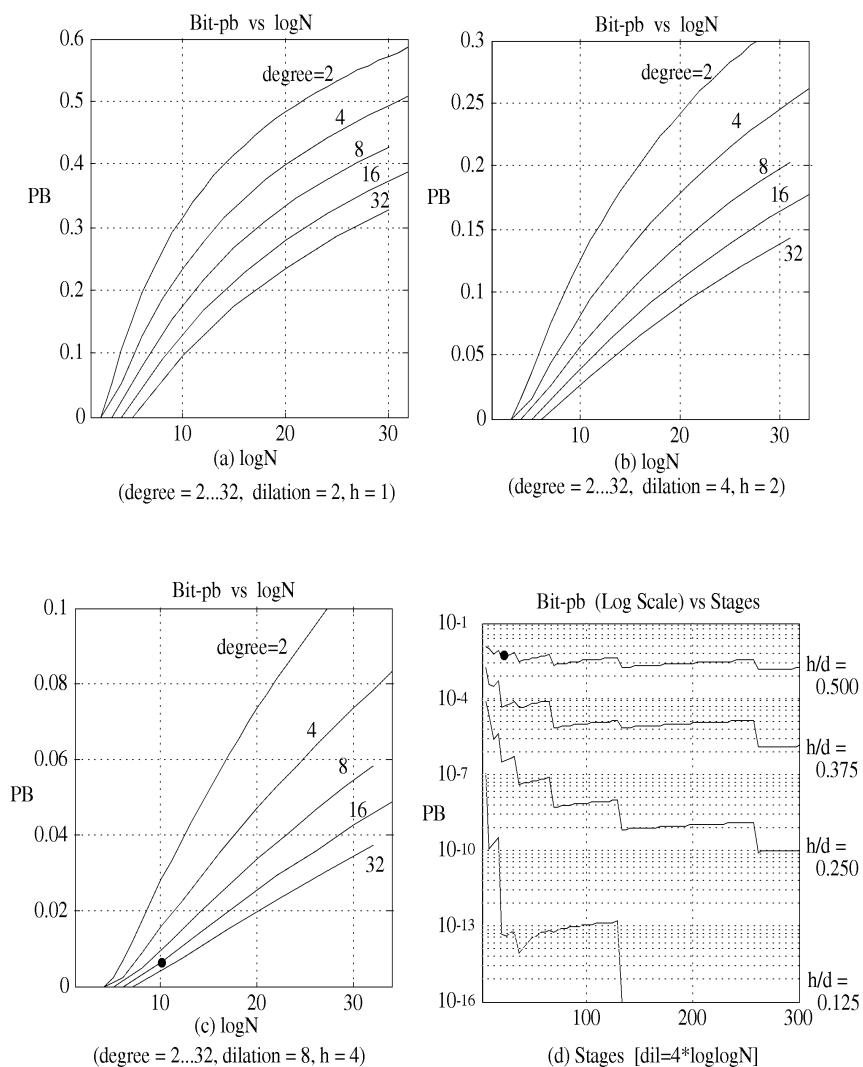 Bit-pb vs logN
0.6
0.5
0.4
0.3
0.2
0.1
0
PB
degree=2
4
8
16
32
10
20
30
(a) logN
(degree = 2...32, dilation = 2, h = 1)
Bit-pb vs logN
0.3
0.25
0.2
0.15
0.1
0.05
0
PB
degree=2
4
8
16
32
10
20
30
(b) logN
(degree = 2...32, dilation = 4, h = 2)
Bit-pb vs logN
0.1
0.08
0.06
0.04
0.02
0
PB
degree=2
4
8
16
32
10
20
30
(c) logN
(degree = 2...32, dilation = 8, h = 4)
Bit-pb (Log Scale) vs Stages
10-1
10-4
10-7
10-10
10-13
10-16
PB
h/d =
0.500
h/d =
0.375
h/d =
0.250
h/d =
0.125
100
200
300
(d) Stages [dil=4*loglogN]